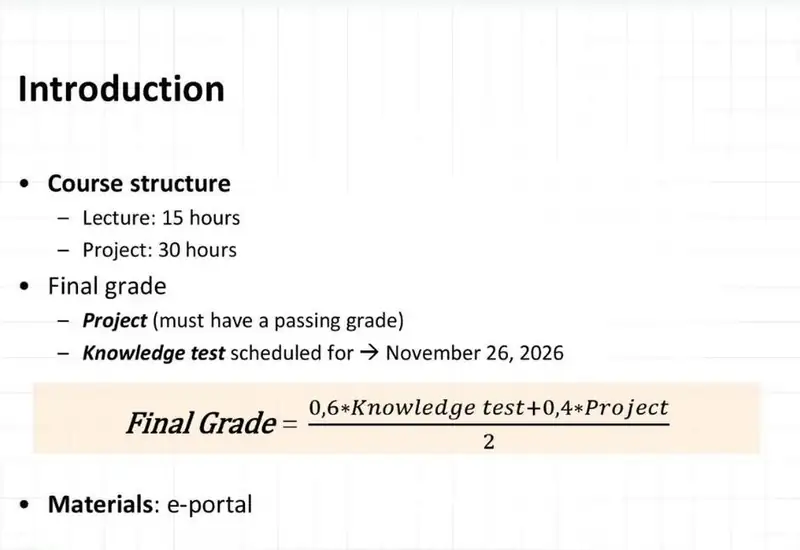 Introduction
• Course structure
– Lecture: 15 hours
– Project: 30 hours
• Final grade
– Project (must have a passing grade)
– Knowledge test scheduled for → November 26, 2026
Final Grade = 0,6*Knowledge test+0,4*Project
2
• Materials: e-portal